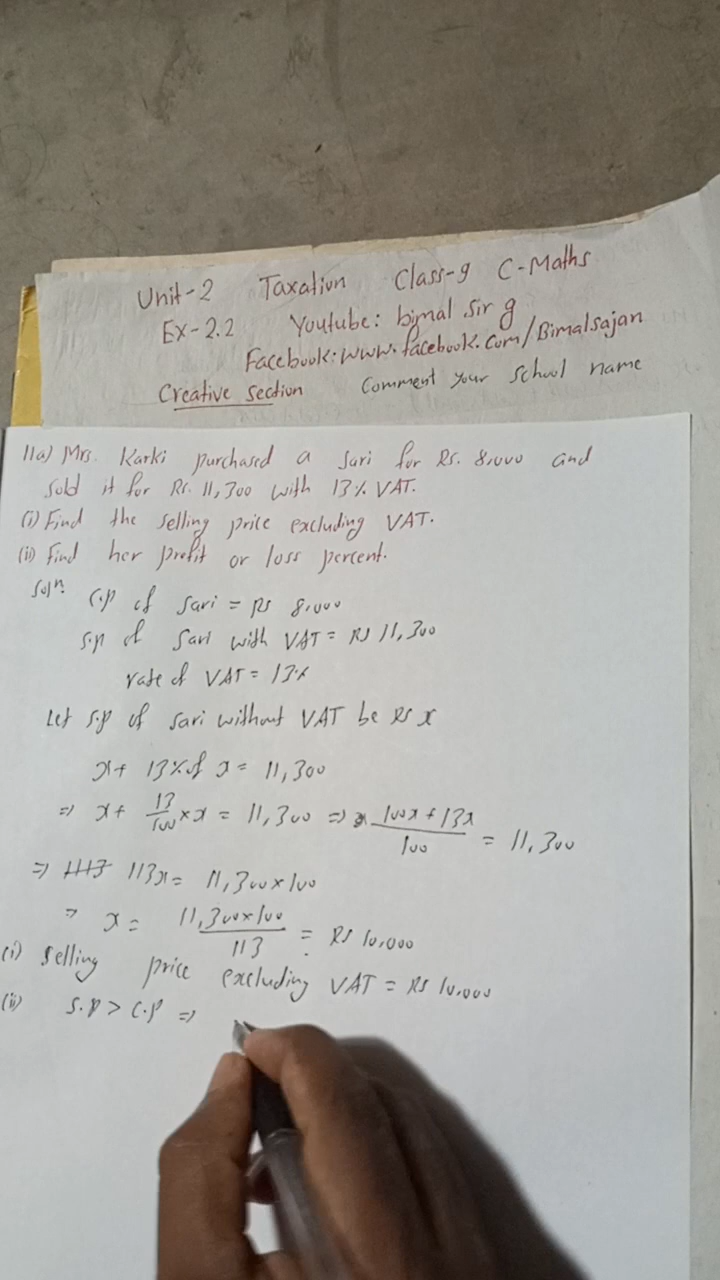 Unit-2 Taxation Class-9 C-Maths
Ex-2.2 Youtube: bimal sir g
Facebook: www.facebook.com/Bimalsajan
Creative section Comment your school name
11a) Mrs. Karki purchased a sari for Rs. 8,000 and
sold it for Rs. 11,300 with 13% VAT.
(i) Find the selling price excluding VAT.
(ii) Find her profit or loss percent.
Soln. C.p of sari = Rs 8,000
s.p of sari with VAT = Rs 11,300
rate of VAT = 13%
Let s.p of sari without VAT be Rs x
x + 13% of x = 11,300
⇒ x + 13/100 × x = 11,300 ⇒ 100x + 13x/100 = 11,300
⇒ 113x = 11,300 × 100
⇒ x = 11,300×100/113 = Rs 10,000
(i) Selling price excluding VAT = Rs 10,000
(ii) S.P > C.P ⇒